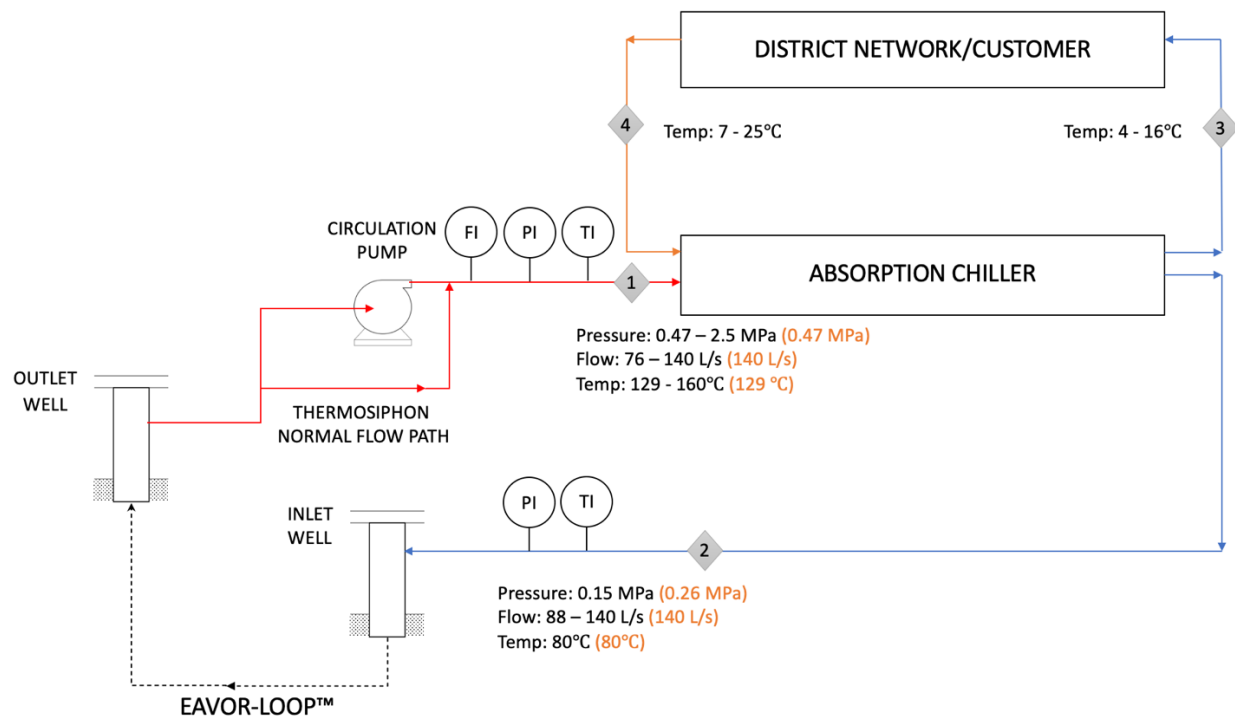 DISTRICT NETWORK/CUSTOMER
4
Temp: 7 - 25℃
Temp: 4 - 16℃
3
CIRCULATION
PUMP
FI
PI
TI
1
ABSORPTION CHILLER
Pressure: 0.47 – 2.5 MPa (0.47 MPa)
Flow: 76 – 140 L/s (140 L/s)
Temp: 129 - 160℃ (129 ℃)
OUTLET
WELL
THERMOSIPHON
NORMAL FLOW PATH
INLET
WELL
PI
TI
2
Pressure: 0.15 MPa (0.26 MPa)
Flow: 88 – 140 L/s (140 L/s)
Temp: 80℃ (80℃)
EAVOR-LOOP™